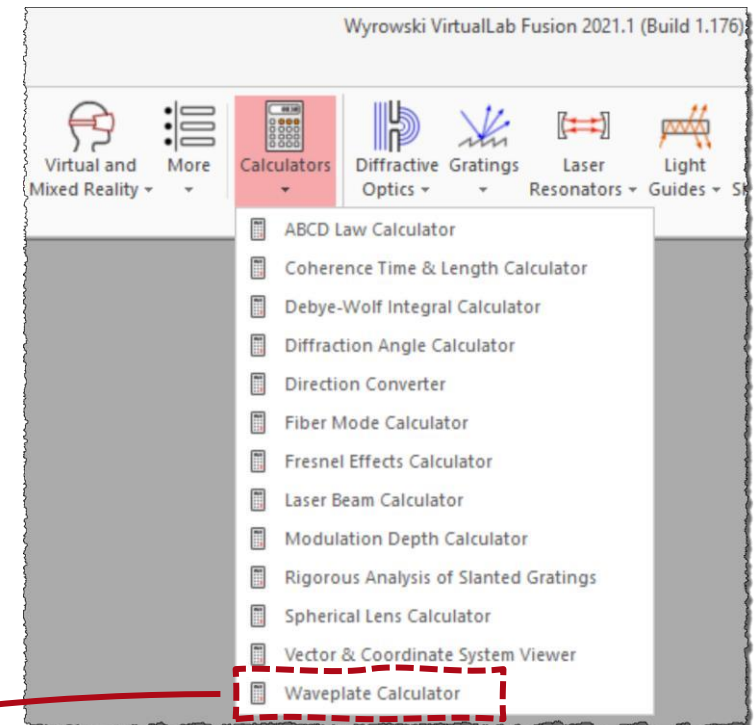 Wyrowski VirtualLab Fusion 2021.1 (Build 1.176)
Virtual and More Calculators Diffractive Gratings Laser Light
Mixed Reality Optics Resonators Guides
ABCD Law Calculator
Coherence Time & Length Calculator
Debye-Wolf Integral Calculator
Diffraction Angle Calculator
Direction Converter
Fiber Mode Calculator
Fresnel Effects Calculator
Laser Beam Calculator
Modulation Depth Calculator
Rigorous Analysis of Slanted Gratings
Spherical Lens Calculator
Vector & Coordinate System Viewer
Waveplate Calculator